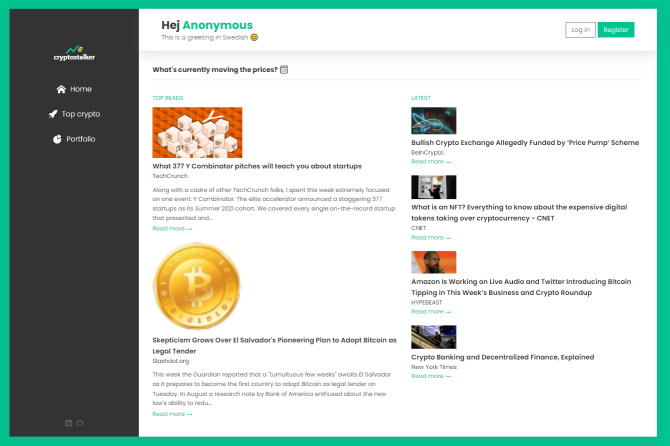 cryptostalker
Home
Top crypto
Portfolio
Hej Anonymous
This is a greeting in Swedish
Log in
Register
What's currently moving the prices?
TOP READS
What 377 Y Combinator pitches will teach you about startups
TechCrunch
Along with a cadre of other TechCrunch folks, I spent this week extremely focused
on one event: Y Combinator. The elite accelerator announced a staggering 377
startups as its Summer 2021 cohort. We covered every single on-the-record startup
that presented and…
Read more →
Skepticism Grows Over El Salvador's Pioneering Plan to Adopt Bitcoin as
Legal Tender
Slashdot.org
This week the Guardian reported that a "tumultuous few weeks" awaits El Salvador
as it prepares to become the first country to adopt Bitcoin as legal tender on
Tuesday. In August a research note by Bank of America enthused about the new
law's ability to redu…
Read more →
LATEST
Bullish Crypto Exchange Allegedly Funded by ‘Price Pump’ Scheme
BeInCrypto
Read more →
What is an NFT? Everything to know about the expensive digital
tokens taking over cryptocurrency - CNET
CNET
Read more →
Amazon Is Working on Live Audio and Twitter Introducing Bitcoin
Tipping in This Week's Business and Crypto Roundup
HYPEBEAST
Read more →
Crypto Banking and Decentralized Finance, Explained
New York Times
Read more →